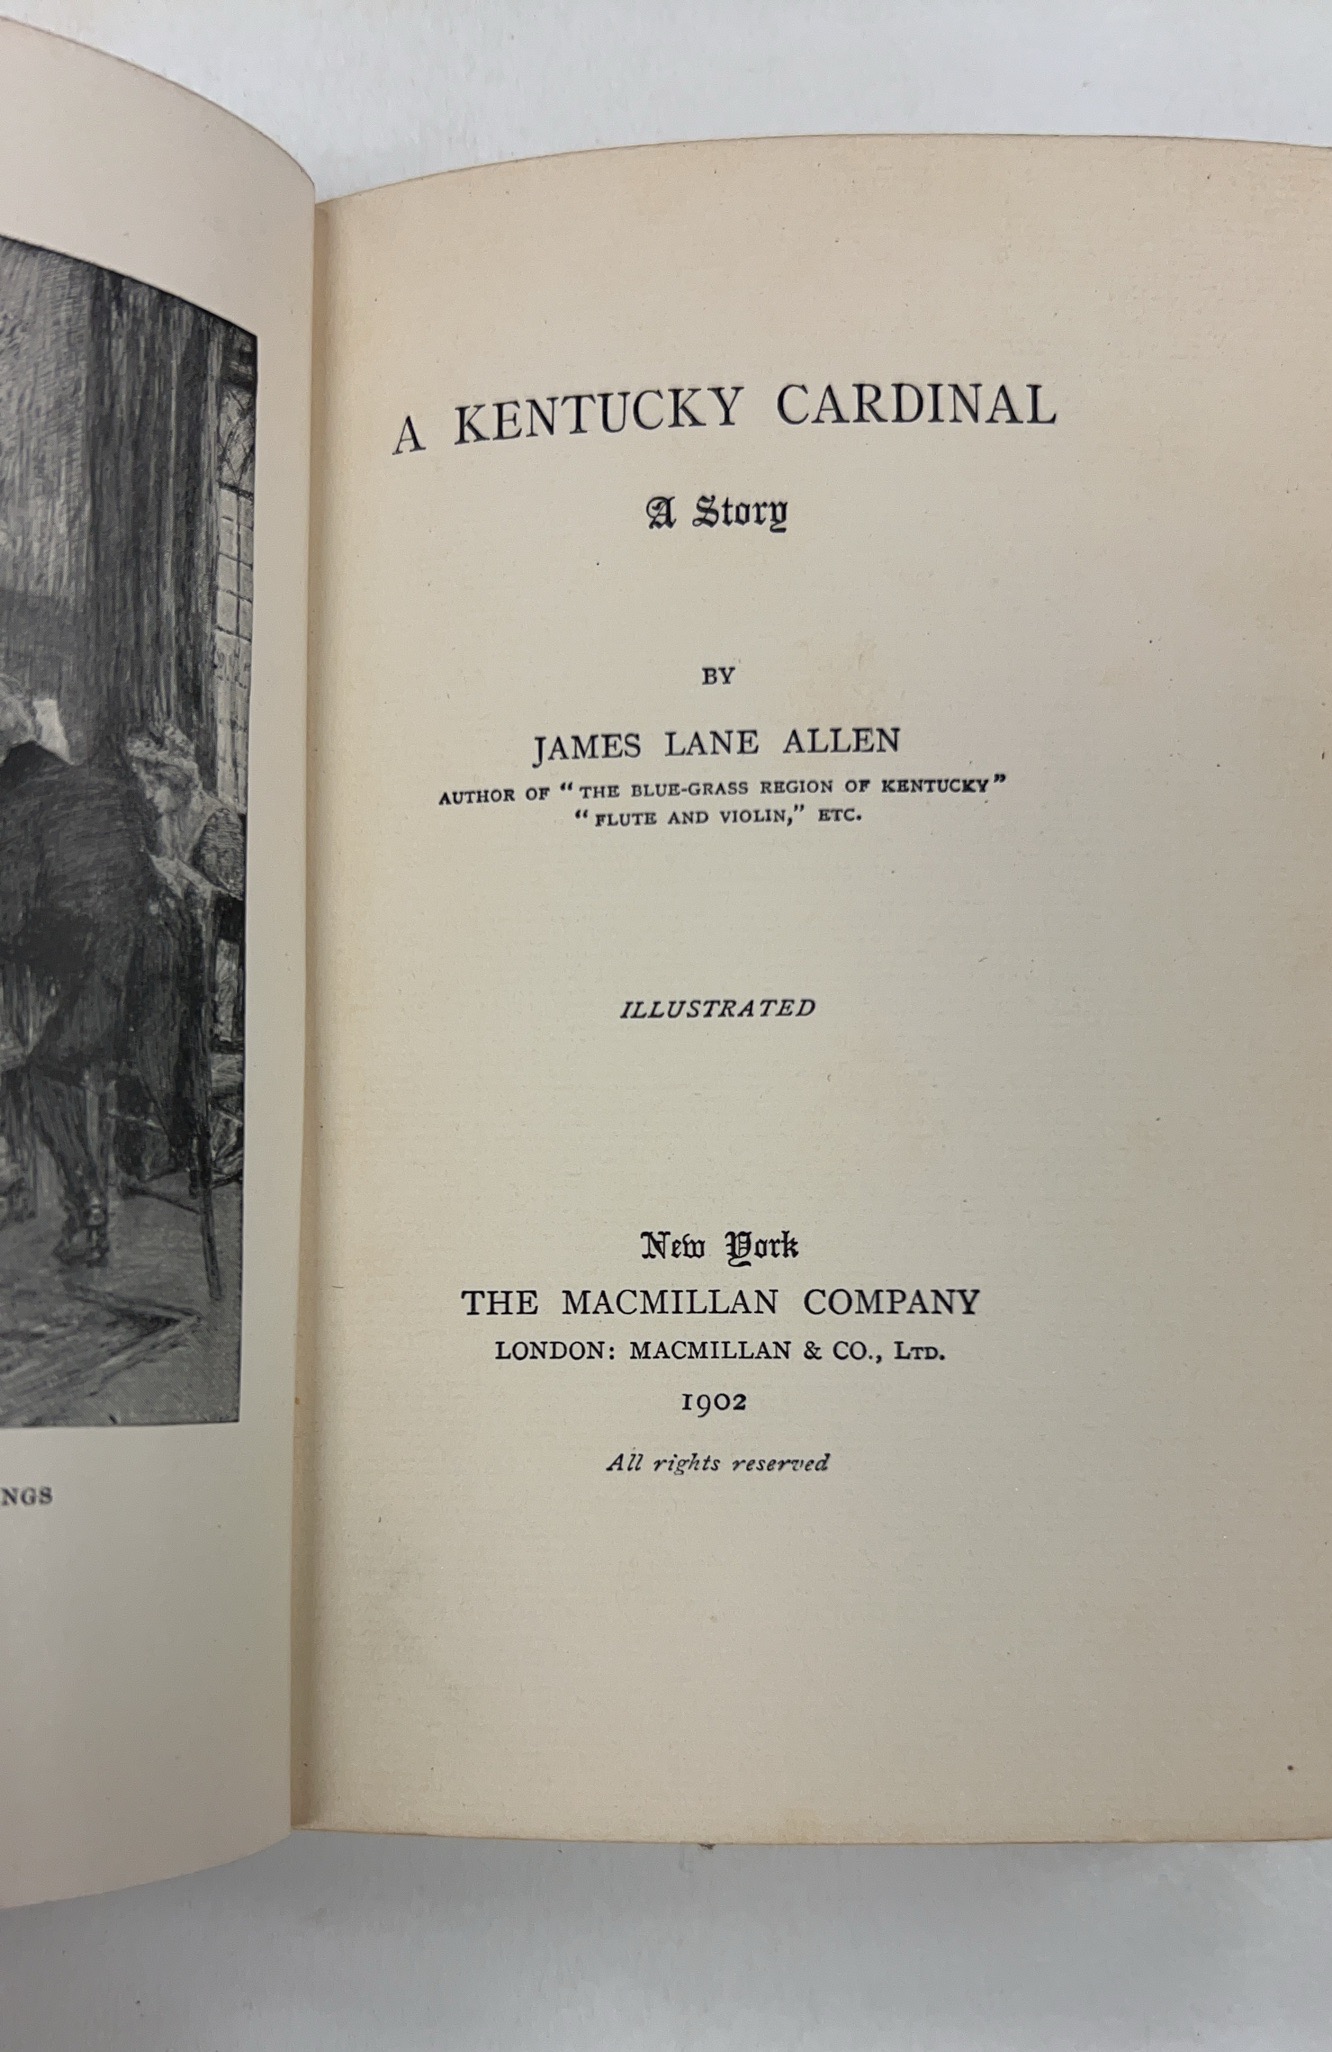 A KENTUCKY CARDINAL
A Story
BY
JAMES LANE ALLEN
AUTHOR OF “THE BLUE-GRASS REGION OF KENTUCKY”
“FLUTE AND VIOLIN,” ETC.
ILLUSTRATED
New York
THE MACMILLAN COMPANY
LONDON: MACMILLAN & CO., LTD.
1902
All rights reserved